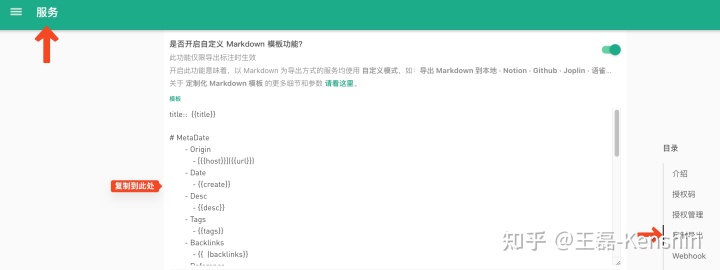 服务
是否开启自定义 Markdown 模板功能?
此功能仅限导出标注时生效
开启此功能意味着，以 Markdown 为导出方式的服务均使用 自定义模式，如：导出 Markdown 到本地 · Notion · Github · Joplin · 语雀...
关于 定制化 Markdown 模板 的更多细节和参数 请看这里。
模板
title:: {{title}}
# MetaDate
- Origin
- [{{host}}]({{url}})
- Date
复制到此处
- {{create}}
- Desc
- {{desc}}
- Tags
- {{tags}}
- Backlinks
- {{ |backlinks}}
- Reference
目录
介绍
授权码
授权管理
定制导出
Webhook
知乎 @王磊-Kenshin